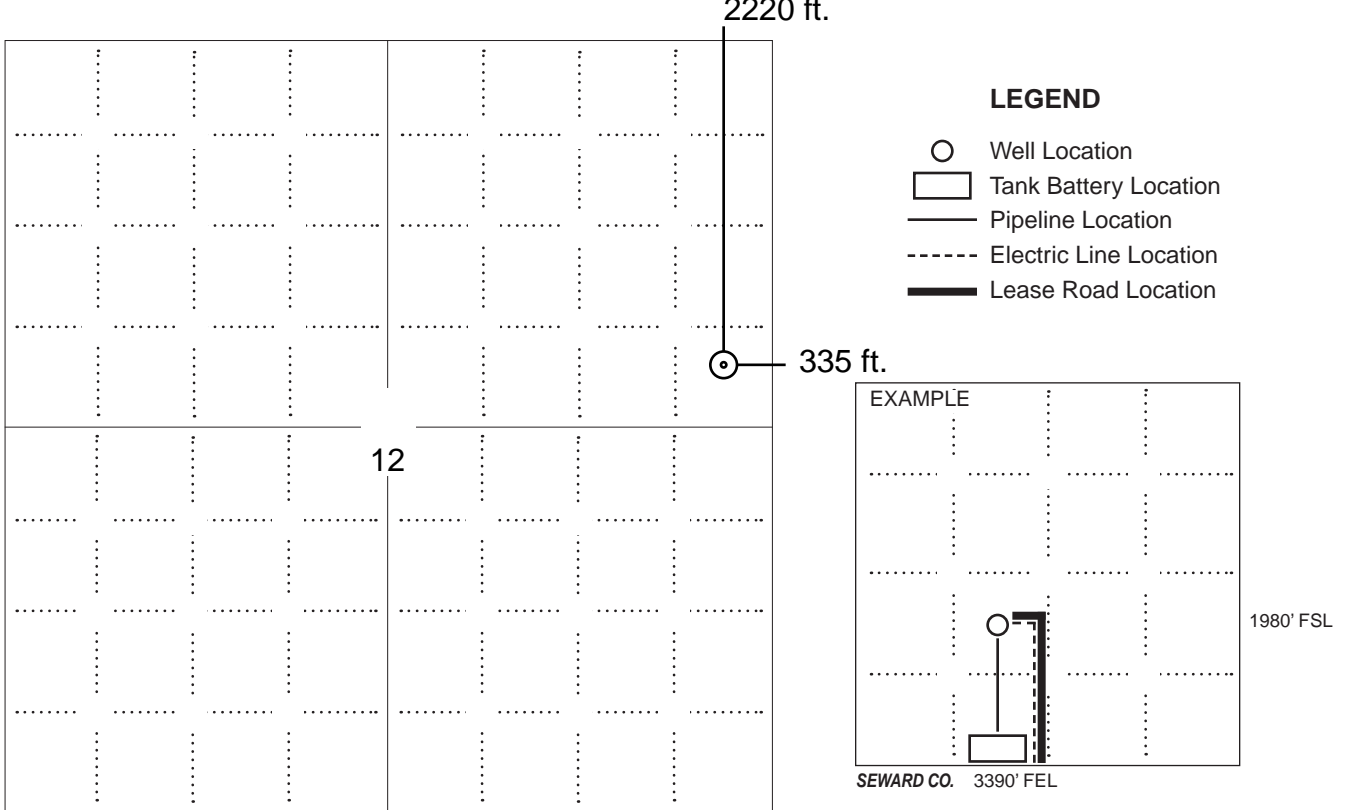 2220 ft.
LEGEND
Well Location
Tank Battery Location
Pipeline Location
Electric Line Location
Lease Road Location
335 ft.
EXAMPLE
12
1980' FSL
SEWARD CO. 3390' FEL